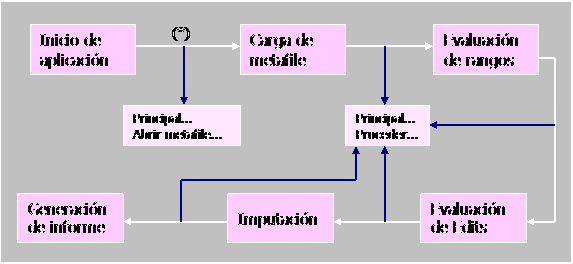 Inicio de
aplicación
(*)
Carga de
metafile
Evaluación
de rangos
Principal...
Abrir metafile...
Principal...
Proceder...
Generación
de informe
Imputación
Evaluación
de Edits